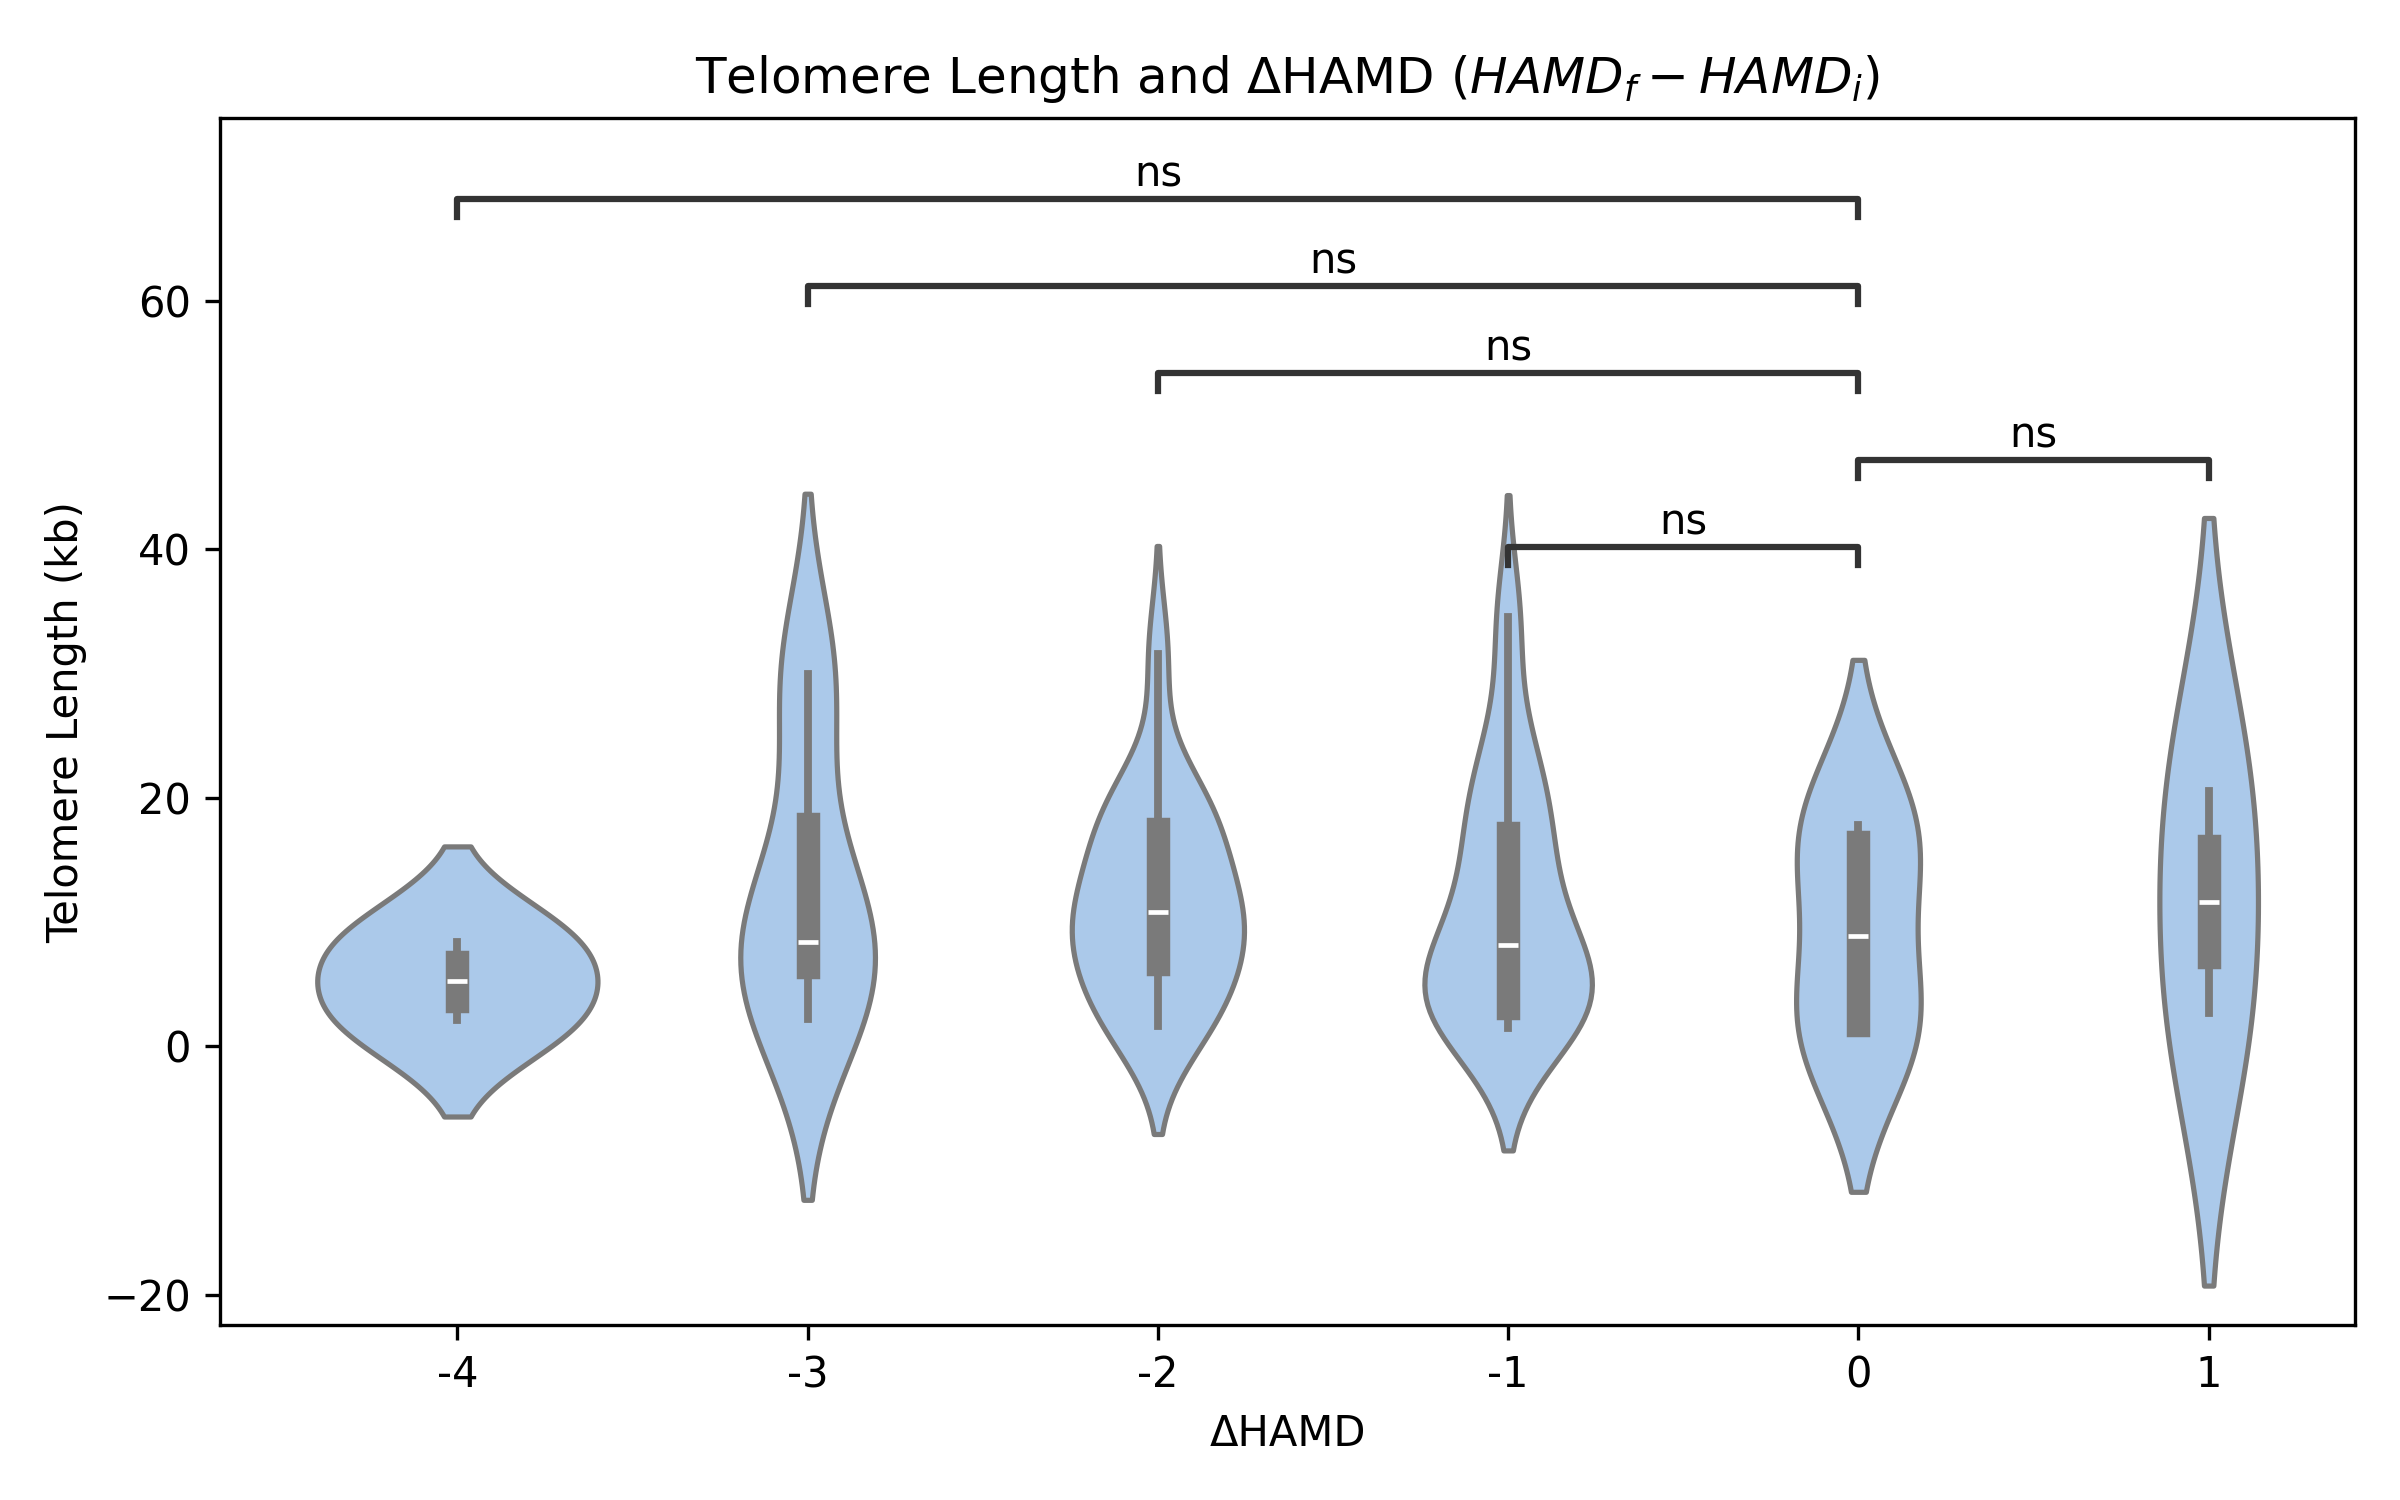 Telomere Length and ΔHAMD (HAMD_f − HAMD_i)
ns
ns
ns
ns
ns
Telomere Length (kb)
60
40
20
0
−20
-4 -3 -2 -1 0 1
ΔHAMD